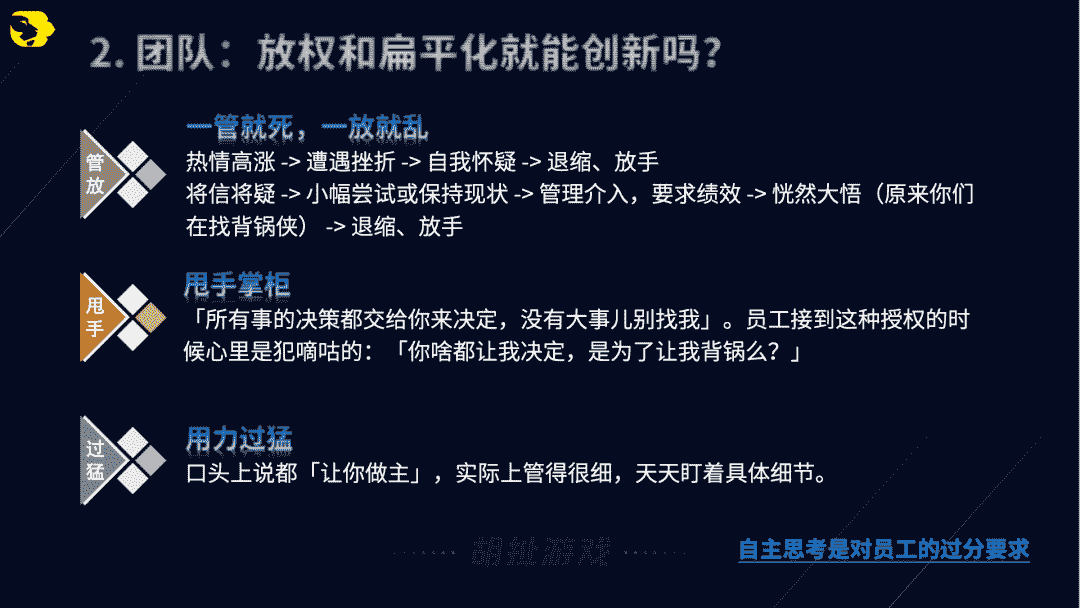 2. 团队：放权和扁平化就能创新吗？
一管就死，一放就乱
管
放
热情高涨 -> 遭遇挫折 -> 自我怀疑 -> 退缩、放手
将信将疑 -> 小幅尝试或保持现状 -> 管理介入，要求绩效 -> 恍然大悟（原来你们
在找背锅侠） -> 退缩、放手
甩手掌柜
甩
手
「所有事的决策都交给你来决定，没有大事儿别找我」。员工接到这种授权的时
候心里是犯嘀咕的：「你啥都让我决定，是为了让我背锅么？」
用力过猛
过
猛
口头上说都「让你做主」，实际上管得很细，天天盯着具体细节。
胡扯游戏
自主思考是对员工的过分要求